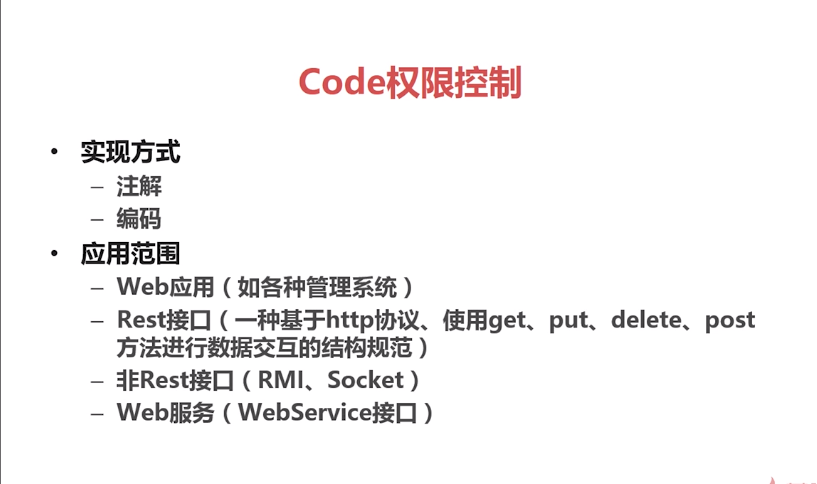 Code权限控制
• 实现方式
– 注解
– 编码
• 应用范围
– Web应用（如各种管理系统）
– Rest接口（一种基于http协议、使用get、put、delete、post
方法进行数据交互的结构规范）
– 非Rest接口（RMI、Socket）
– Web服务（WebService接口）